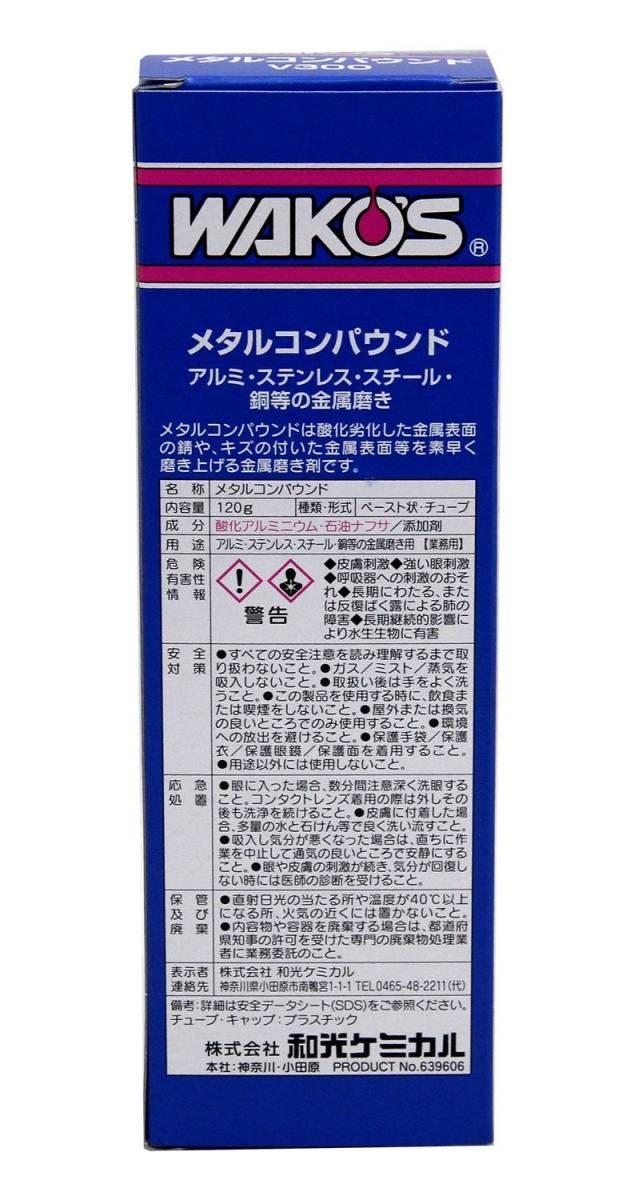 メタルコンパウンド
V300
WAKO'S®
メタルコンパウンド
アルミ・ステンレス・スチール・
銅等の金属磨き
メタルコンパウンドは酸化劣化した金属表面
の錆や、キズの付いた金属表面等を素早く
磨き上げる金属磨き剤です。
名称 メタルコンパウンド
内容量 120g 種類・形式 ペースト状・チューブ
成分 酸化アルミニウム・石油ナフサ/添加剤
用途 アルミ・ステンレス・スチール・銅等の金属磨き用【業務用】
危険
有害性
情報
警告
◆皮膚刺激◆強い眼刺激
◆呼吸器への刺激のおそ
れ◆長期にわたる、また
は反復ばく露による肺の
障害◆長期継続的影響に
より水生生物に有害
安全
対策
●すべての安全注意を読み理解するまで取
り扱わないこと。●ガス/ミスト/蒸気を
吸入しないこと。●取扱い後は手をよく洗
うこと。●この製品を使用する時に、飲食ま
たは喫煙をしないこと。●屋外または換気
の良いところでのみ使用すること。●環境
への放出を避けること。●保護手袋/保護
衣/保護眼鏡/保護面を着用すること。
●用途以外には使用しないこと。
応急
処置
●眼に入った場合、数分間注意深く洗眼する
こと。コンタクトレンズ着用の際は外しその
後も洗浄を続けること。●皮膚に付着した場
合、多量の水と石けん等で良く洗い流すこと。
●吸入し気分が悪くなった場合は、直ちに作
業を中止して通気の良いところで安静にする
こと。●眼や皮膚の刺激が続き、気分が回復し
ない時には医師の診断を受けること。
保管
及び
廃棄
●直射日光の当たる所や温度が40℃以上
になる所、火気の近くには置かないこと。
●内容物や容器を廃棄する場合は、都道府
県知事の許可を受けた専門の廃棄物処理業
者に業務委託のこと。
表示者
連絡先
株式会社 和光ケミカル
神奈川県小田原市南鴨宮1-1-1 TEL0465-48-2211(代)
備考:詳細は安全データシート(SDS)をご参照ください。
チューブ・キャップ:プラスチック
株式会社 和光ケミカル
本社:神奈川・小田原 PRODUCT No.639606